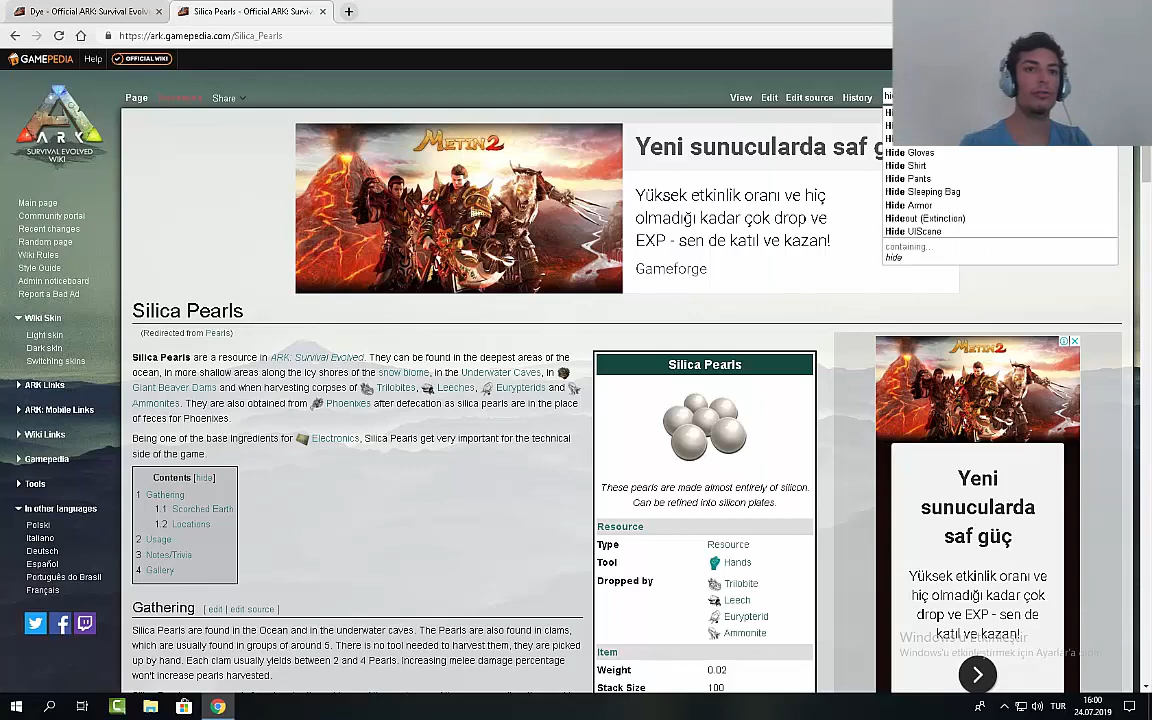 Dye - Official ARK: Survival Evolv
Silica Pearls - Official ARK: Surviv
https://ark.gamepedia.com/Silica_Pearls
GAMEPEDIA
Help
OFFICIAL WIKI
Page
Share
View
Edit
Edit source
History
Hide Gloves
Hide Shirt
Hide Pants
Hide Sleeping Bag
Hide Armor
Hideout (Extinction)
Hide UIScene
containing...
hide
ARK
SURVIVAL EVOLVED
WIKI
Main page
Community portal
Recent changes
Random page
Wiki Rules
Style Guide
Admin noticeboard
Report a Bad Ad
Wiki Skin
Light skin
Dark skin
Switching skins
ARK Links
ARK: Mobile Links
Wiki Links
Gamepedia
Tools
In other languages
Polski
Italiano
Deutsch
Español
Português do Brasil
Français
METIN2
Yeni sunucularda saf g
Yüksek etkinlik oranı ve hiç
olmadığı kadar çok drop ve
EXP - sen de katıl ve kazan!
Gameforge
Silica Pearls
(Redirected from Pearls)
Silica Pearls are a resource in ARK: Survival Evolved. They can be found in the deepest areas of the
ocean, in more shallow areas along the icy shores of the snow biome, in the Underwater Caves, in
Giant Beaver Dams and when harvesting corpses of Trilobites, Leeches, Eurypterids and
Ammonites. They are also obtained from Phoenixes after defecation as silica pearls are in the place
of feces for Phoenixes.
Being one of the base ingredients for Electronics, Silica Pearls get very important for the technical
side of the game.
Contents [hide]
1 Gathering
1.1 Scorched Earth
1.2 Locations
2 Usage
3 Notes/Trivia
4 Gallery
Gathering [ edit | edit source ]
Silica Pearls are found in the Ocean and in the underwater caves. The Pearls are also found in clams,
which are usually found in groups of around 5. There is no tool needed to harvest them, they are picked
up by hand. Each clam usually yields between 2 and 4 Pearls. Increasing melee damage percentage
won't increase pearls harvested.
Silica Pearls
These pearls are made almost entirely of silicon.
Can be refined into silicon plates.
Resource
Type Resource
Tool Hands
Dropped by Trilobite
Leech
Eurypterid
Ammonite
Item
Weight 0.02
Stack Size 100
METIN2
Yeni
sunucularda
saf güç
Yüksek etkinlik oranı ve
hiç olmadığı kadar çok
drop ve EXP - sen de
katıl ve kazan!
Windows'u Etkinleştir
Windows'u etkinleştirmek için Ayarlar'a
TUR
16:00
24.07.2019